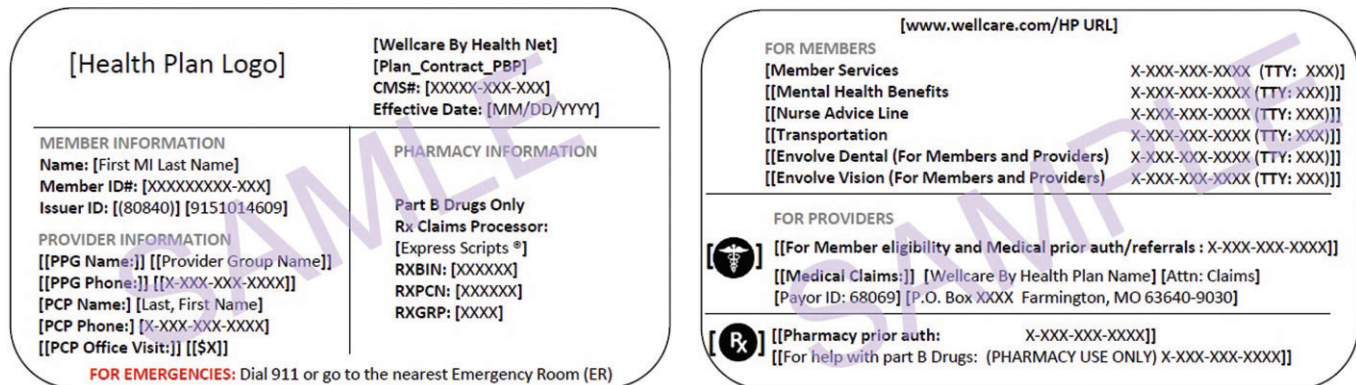 [Health Plan Logo]
[Wellcare By Health Net]
[Plan_Contract_PBP]
CMS#: [XXXXX-XXX-XXX]
Effective Date: [MM/DD/YYYY]
MEMBER INFORMATION
Name: [First MI Last Name]
Member ID#: [XXXXXXXXX-XXX]
Issuer ID: [(80840)] [9151014609]
PROVIDER INFORMATION
[[PPG Name:]] [[Provider Group Name]]
[[PPG Phone:]] [[X-XXX-XXX-XXXX]]
[PCP Name:] [Last, First Name]
[PCP Phone:] [X-XXX-XXX-XXXX]
[[PCP Office Visit:]] [[$X]]
PHARMACY INFORMATION
Part B Drugs Only
Rx Claims Processor:
[Express Scripts ®]
RXBIN: [XXXXXX]
RXPCN: [XXXXXX]
RXGRP: [XXXX]
FOR EMERGENCIES: Dial 911 or go to the nearest Emergency Room (ER)
SAMLE
[www.wellcare.com/HP URL]
FOR MEMBERS
[Member Services X-XXX-XXX-XXXX (TTY: XXX)]
[[Mental Health Benefits X-XXX-XXX-XXXX (TTY: XXX)]]
[[Nurse Advice Line X-XXX-XXX-XXXX (TTY: XXX)]]
[[Transportation X-XXX-XXX-XXXX (TTY: XXX)]]
[[Envolve Dental (For Members and Providers) X-XXX-XXX-XXXX (TTY: XXX)]]
[[Envolve Vision (For Members and Providers) X-XXX-XXX-XXXX (TTY: XXX)]]
FOR PROVIDERS
[ ] [[For Member eligibility and Medical prior auth/referrals : X-XXX-XXX-XXXX]]
[[Medical Claims:]] [Wellcare By Health Plan Name] [Attn: Claims]
[Payor ID: 68069] [P.O. Box XXXX Farmington, MO 63640-9030]
[Rx] [[Pharmacy prior auth: X-XXX-XXX-XXXX]]
[[For help with part B Drugs: (PHARMACY USE ONLY) X-XXX-XXX-XXXX]]
SAMPLE